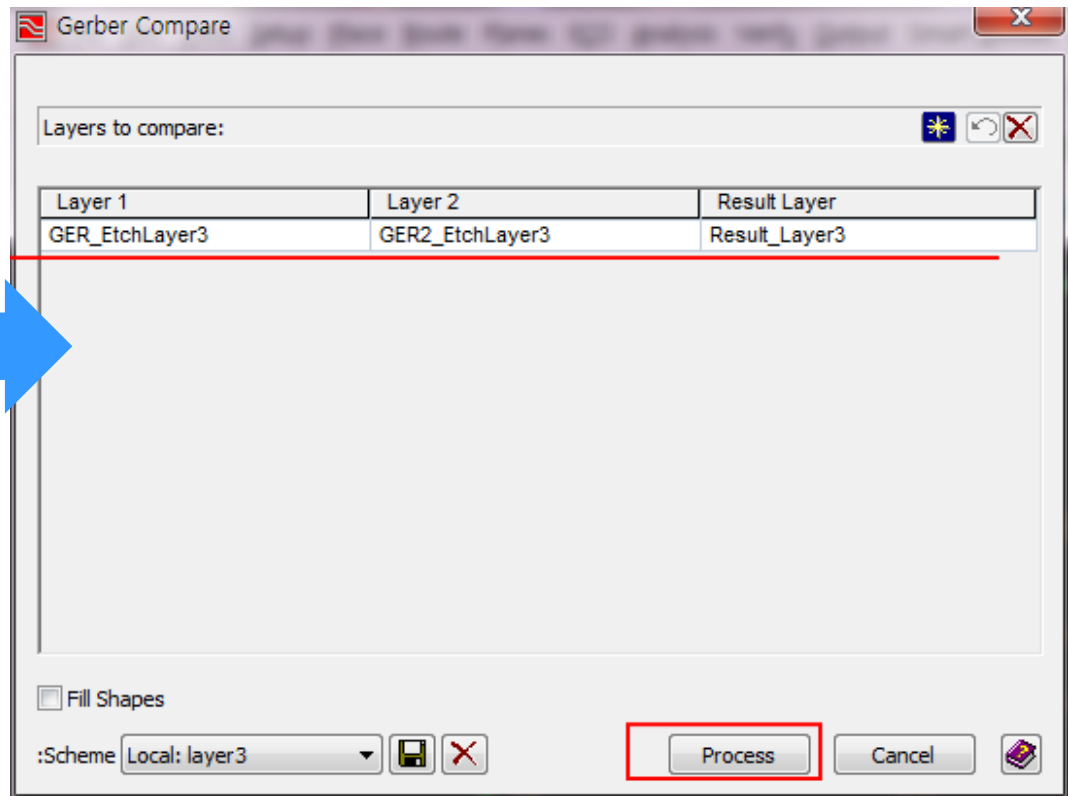 Gerber Compare
Layers to compare:
Layer 1 Layer 2 Result Layer
GER_EtchLayer3 GER2_EtchLayer3 Result_Layer3
Fill Shapes
:Scheme Local: layer3 Process Cancel